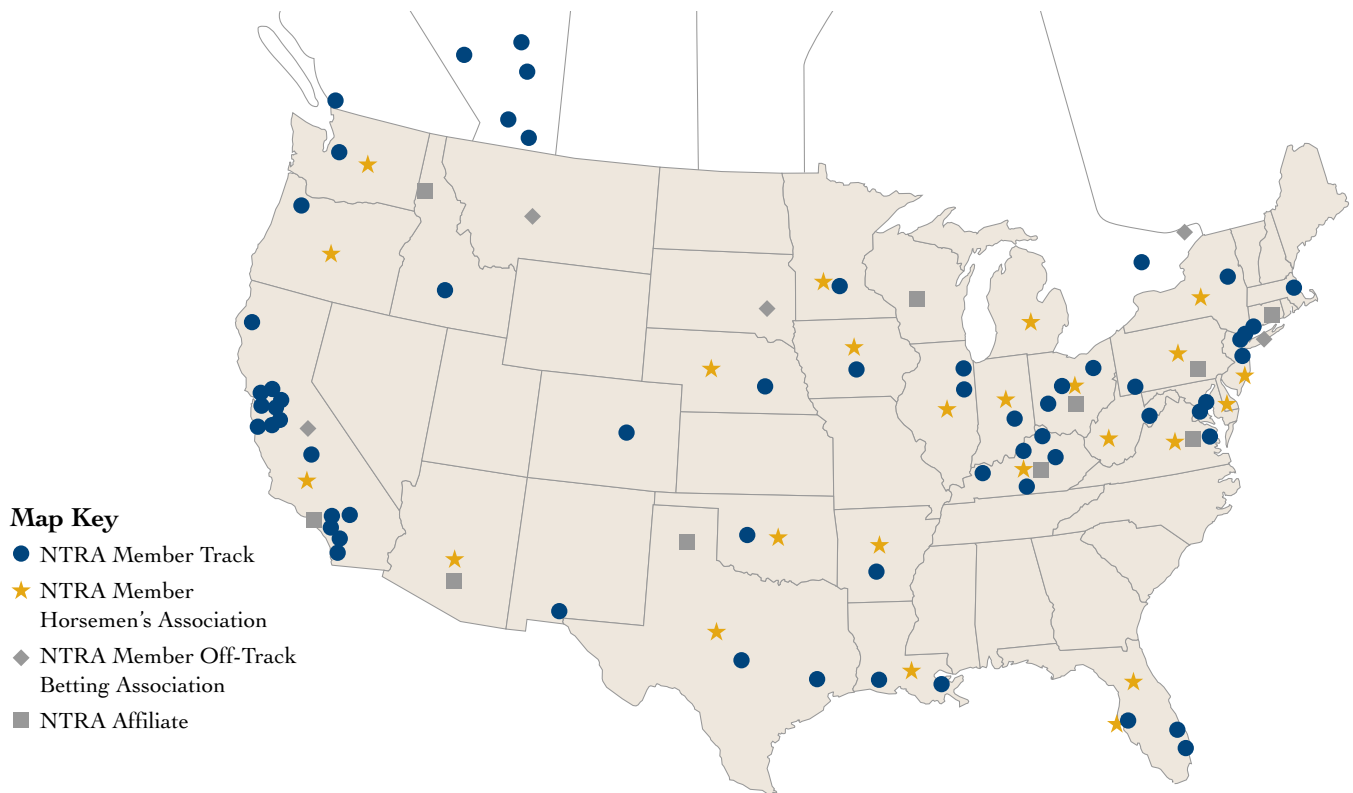 Map Key
NTRA Member Track
NTRA Member
Horsemen’s Association
NTRA Member Off-Track
Betting Association
NTRA Affiliate